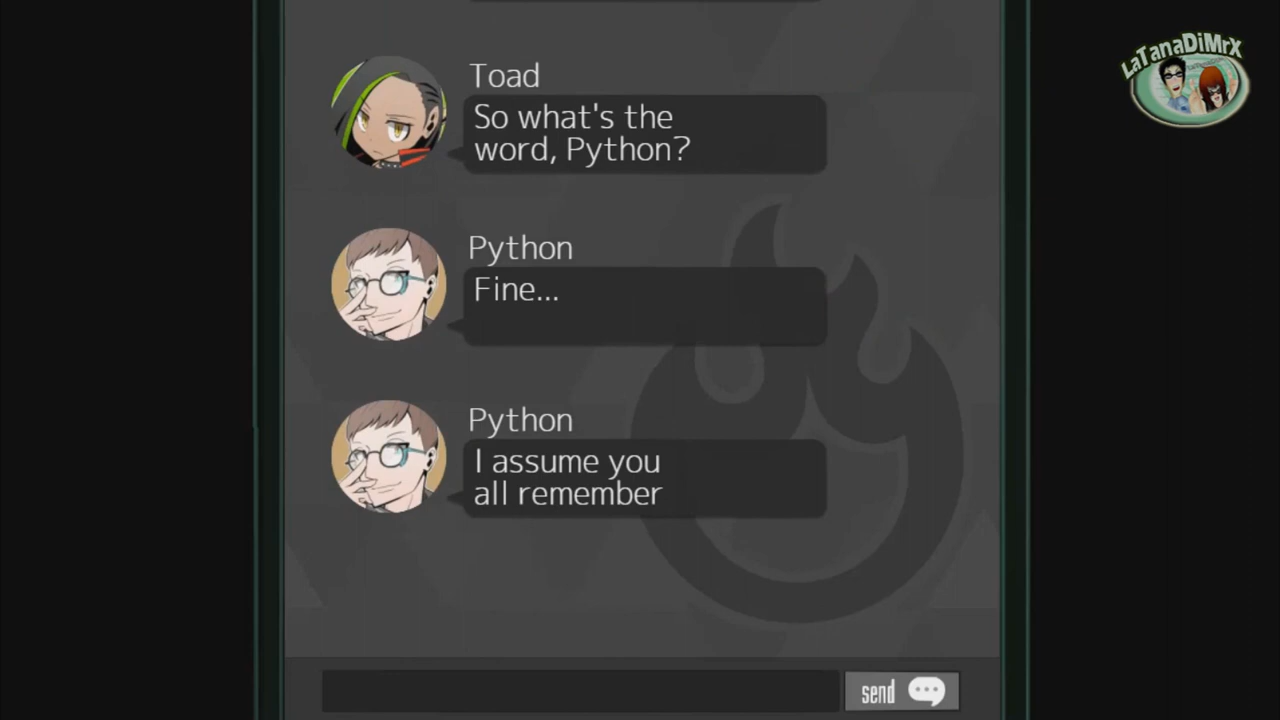 LaTanaDiMrX
Toad
So what's the
word, Python?
Python
Fine...
Python
I assume you
all remember
send